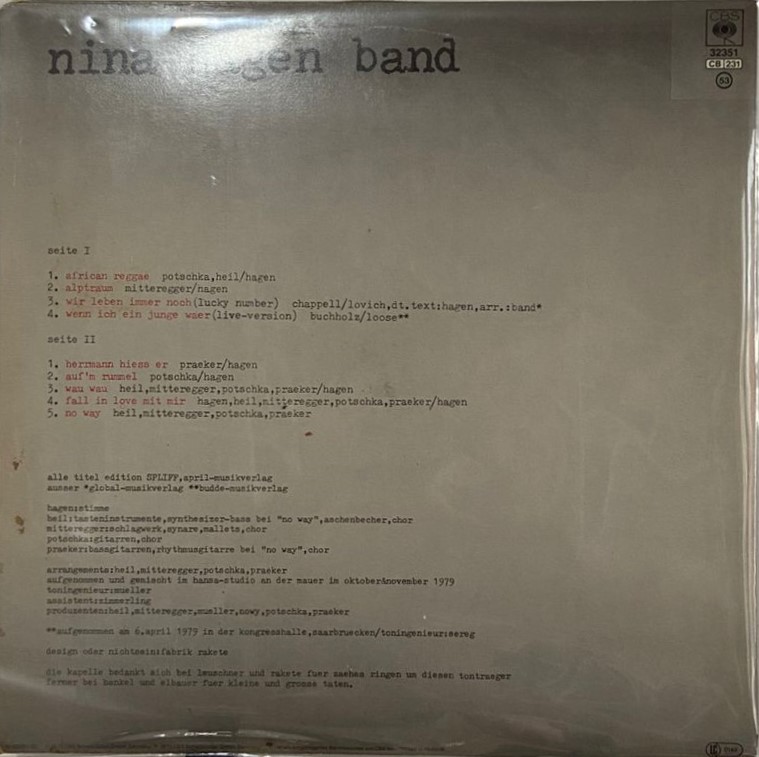 nina hagen band
CBS
32351
CB 231
53
seite I
1. african reggae potschka,heil/hagen
2. alptraum mitteregger/hagen
3. wir leben immer noch(lucky number) chappell/lovich,dt.text:hagen,arr.:band*
4. wenn ich ein junge waer(live-version) buchholz/loose**
seite II
1. herrmann hiess er praeker/hagen
2. auf'm rummel potschka/hagen
3. wau wau heil,mitteregger,potschka,praeker/hagen
4. fall in love mit mir hagen,heil,mitteregger,potschka,praeker/hagen
5. no way heil,mitteregger,potschka,praeker
alle titel edition SPLIFF,april-musikverlag
ausser *global-musikverlag **budde-musikverlag
hagen:stimme
heil:tasteninstrumente,synthesizer-bass bei "no way",aschenbecher,chor
mitteregger:schlagwerk,synare,mallets,chor
potschka:gitarren,chor
praeker:bassgitarren,rhythmusgitarre bei "no way",chor
arrangements:heil,mitteregger,potschka,praeker
aufgenommen und gemischt im hansa-studio an der mauer im oktober&november 1979
toningenieur:mueller
assistent:zimmerling
produzenten:heil,mitteregger,mueller,nowy,potschka,praeker
**aufgenommen am 6.april 1979 in der kongresshalle,saarbruecken/toningenieur:sereg
design oder nichtsein:fabrik rakete
die kapelle bedankt sich bei leuschner und rakete fuer zaehes ringen um diesen tontraeger
ferner bei henkel und elbauer fuer kleine und grosse taten.
LC